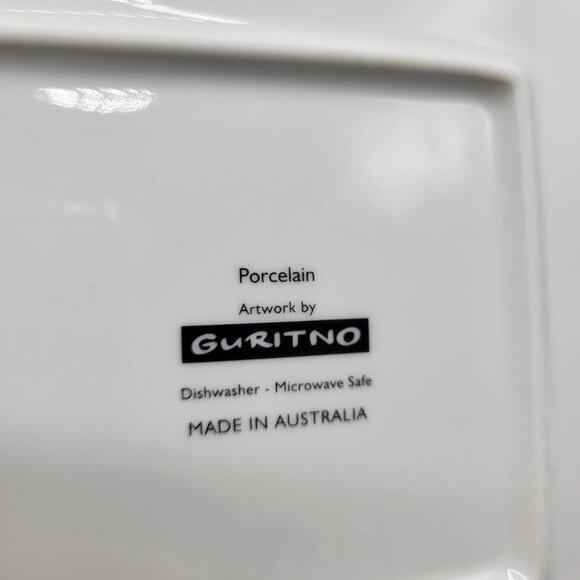 Porcelain
Artwork by
GURITNO
Dishwasher - Microwave Safe
MADE IN AUSTRALIA